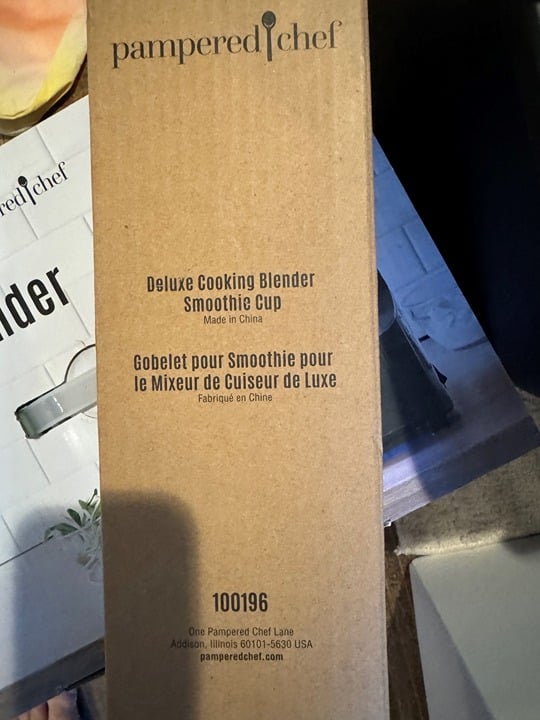 pampered chef
Deluxe Cooking Blender
Smoothie Cup
Made in China
Gobelet pour Smoothie pour
le Mixeur de Cuiseur de Luxe
Fabriqué en Chine
100196
One Pampered Chef Lane
Addison, Illinois 60101-5630 USA
pamperedchef.com
red chef
nder